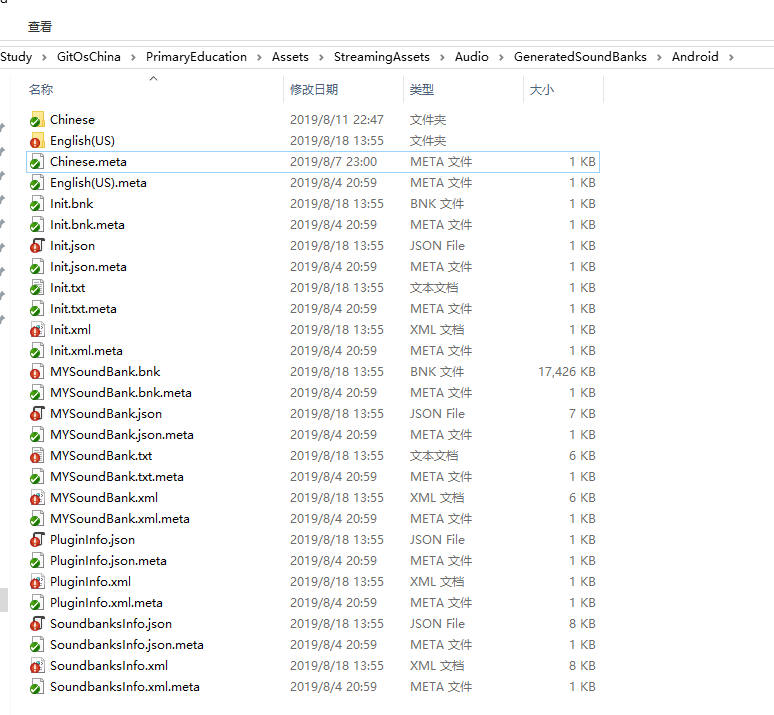 查看
Study > GitOsChina > PrimaryEducation > Assets > StreamingAssets > Audio > GeneratedSoundBanks > Android >
名称 修改日期 类型 大小
Chinese 2019/8/11 22:47 文件夹
English(US) 2019/8/18 13:55 文件夹
Chinese.meta 2019/8/7 23:00 META 文件 1 KB
English(US).meta 2019/8/4 20:59 META 文件 1 KB
Init.bnk 2019/8/18 13:55 BNK 文件 1 KB
Init.bnk.meta 2019/8/4 20:59 META 文件 1 KB
Init.json 2019/8/18 13:55 JSON File 1 KB
Init.json.meta 2019/8/4 20:59 META 文件 1 KB
Init.txt 2019/8/18 13:55 文本文档 1 KB
Init.txt.meta 2019/8/4 20:59 META 文件 1 KB
Init.xml 2019/8/18 13:55 XML 文档 1 KB
Init.xml.meta 2019/8/4 20:59 META 文件 1 KB
MYSoundBank.bnk 2019/8/18 13:55 BNK 文件 17,426 KB
MYSoundBank.bnk.meta 2019/8/4 20:59 META 文件 1 KB
MYSoundBank.json 2019/8/18 13:55 JSON File 7 KB
MYSoundBank.json.meta 2019/8/4 20:59 META 文件 1 KB
MYSoundBank.txt 2019/8/18 13:55 文本文档 6 KB
MYSoundBank.txt.meta 2019/8/4 20:59 META 文件 1 KB
MYSoundBank.xml 2019/8/18 13:55 XML 文档 6 KB
MYSoundBank.xml.meta 2019/8/4 20:59 META 文件 1 KB
PluginInfo.json 2019/8/18 13:55 JSON File 1 KB
PluginInfo.json.meta 2019/8/4 20:59 META 文件 1 KB
PluginInfo.xml 2019/8/18 13:55 XML 文档 1 KB
PluginInfo.xml.meta 2019/8/4 20:59 META 文件 1 KB
SoundbanksInfo.json 2019/8/18 13:55 JSON File 8 KB
SoundbanksInfo.json.meta 2019/8/4 20:59 META 文件 1 KB
SoundbanksInfo.xml 2019/8/18 13:55 XML 文档 8 KB
SoundbanksInfo.xml.meta 2019/8/4 20:59 META 文件 1 KB